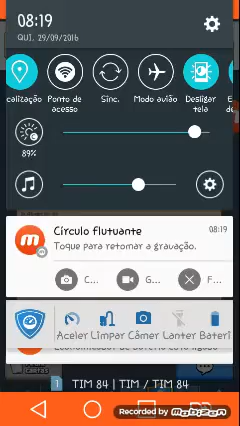 08:19
QUI, 29/09/2016
calização Ponto de acesso Sinc. Modo avião Desligar tela
89%
Círculo flutuante 08:19
Toque para retomar a gravação.
C... G... F...
Aceler Limpar Câmer Lanter Bateri
1 TIM 84 | TIM / TIM 84
Recorded by Mobizen